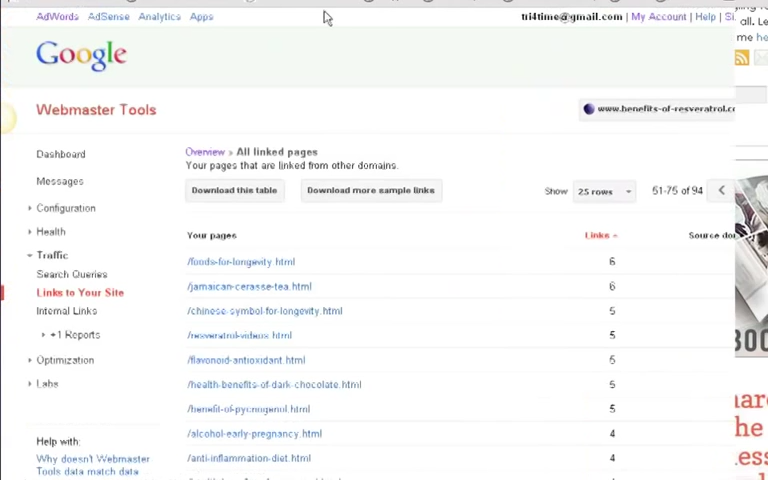 AdWords AdSense Analytics Apps
tri4time@gmail.com | My Account | Help |
Google
Webmaster Tools
www.benefits-of-resveratrol.c
Dashboard
Messages
Configuration
Health
Traffic
Search Queries
Links to Your Site
Internal Links
+1 Reports
Optimization
Labs
Help with:
Why doesn't Webmaster
Tools data match data
Overview » All linked pages
Your pages that are linked from other domains.
Download this table Download more sample links Show 25 rows 51-75 of 94
Your pages Links Source do
/foods-for-longevity.html 6
/jamaican-cerasse-tea.html 6
/chinese-symbol-for-longevity.html 5
/resveratrol-videos.html 5
/flavonoid-antioxidant.html 5
/health-benefits-of-dark-chocolate.html 5
/benefit-of-pycnogenol.html 5
/alcohol-early-pregnancy.html 4
/anti-inflammation-diet.html 4
all. Le
me he